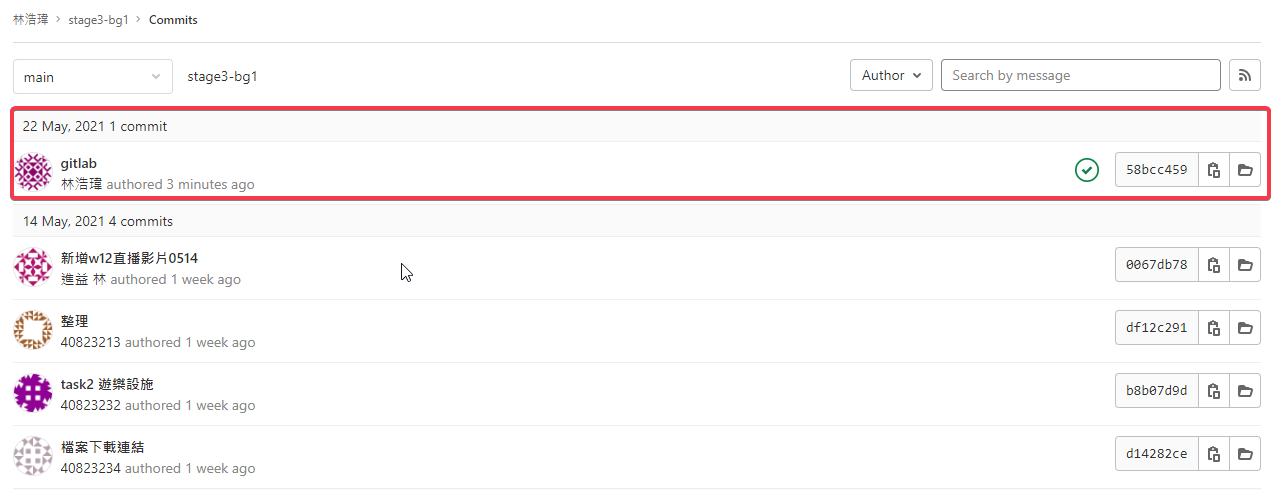 林浩瑋 > stage3-bg1 > Commits
main stage3-bg1 Author Search by message
22 May, 2021 1 commit
gitlab
林浩瑋 authored 3 minutes ago
58bcc459
14 May, 2021 4 commits
新增w12直播影片0514
進益 林 authored 1 week ago
0067db78
整理
40823213 authored 1 week ago
df12c291
task2 遊樂設施
40823232 authored 1 week ago
b8b07d9d
檔案下載連結
40823234 authored 1 week ago
d14282ce